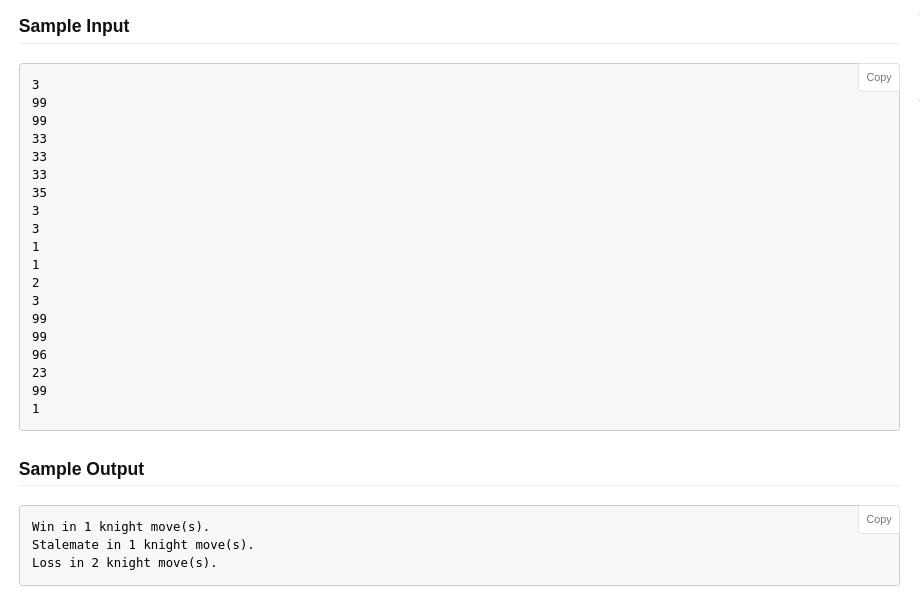 Sample Input
Copy
3
99
99
33
33
33
35
3
3
1
1
2
3
99
99
96
23
99
1
Sample Output
Copy
Win in 1 knight move(s).
Stalemate in 1 knight move(s).
Loss in 2 knight move(s).